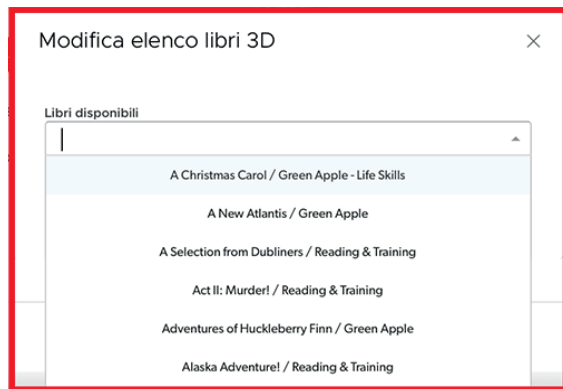 Modifica elenco libri 3D
Libri disponibili
A Christmas Carol / Green Apple - Life Skills
A New Atlantis / Green Apple
A Selection from Dubliners / Reading & Training
Act II: Murder! / Reading & Training
Adventures of Huckleberry Finn / Green Apple
Alaska Adventure! / Reading & Training